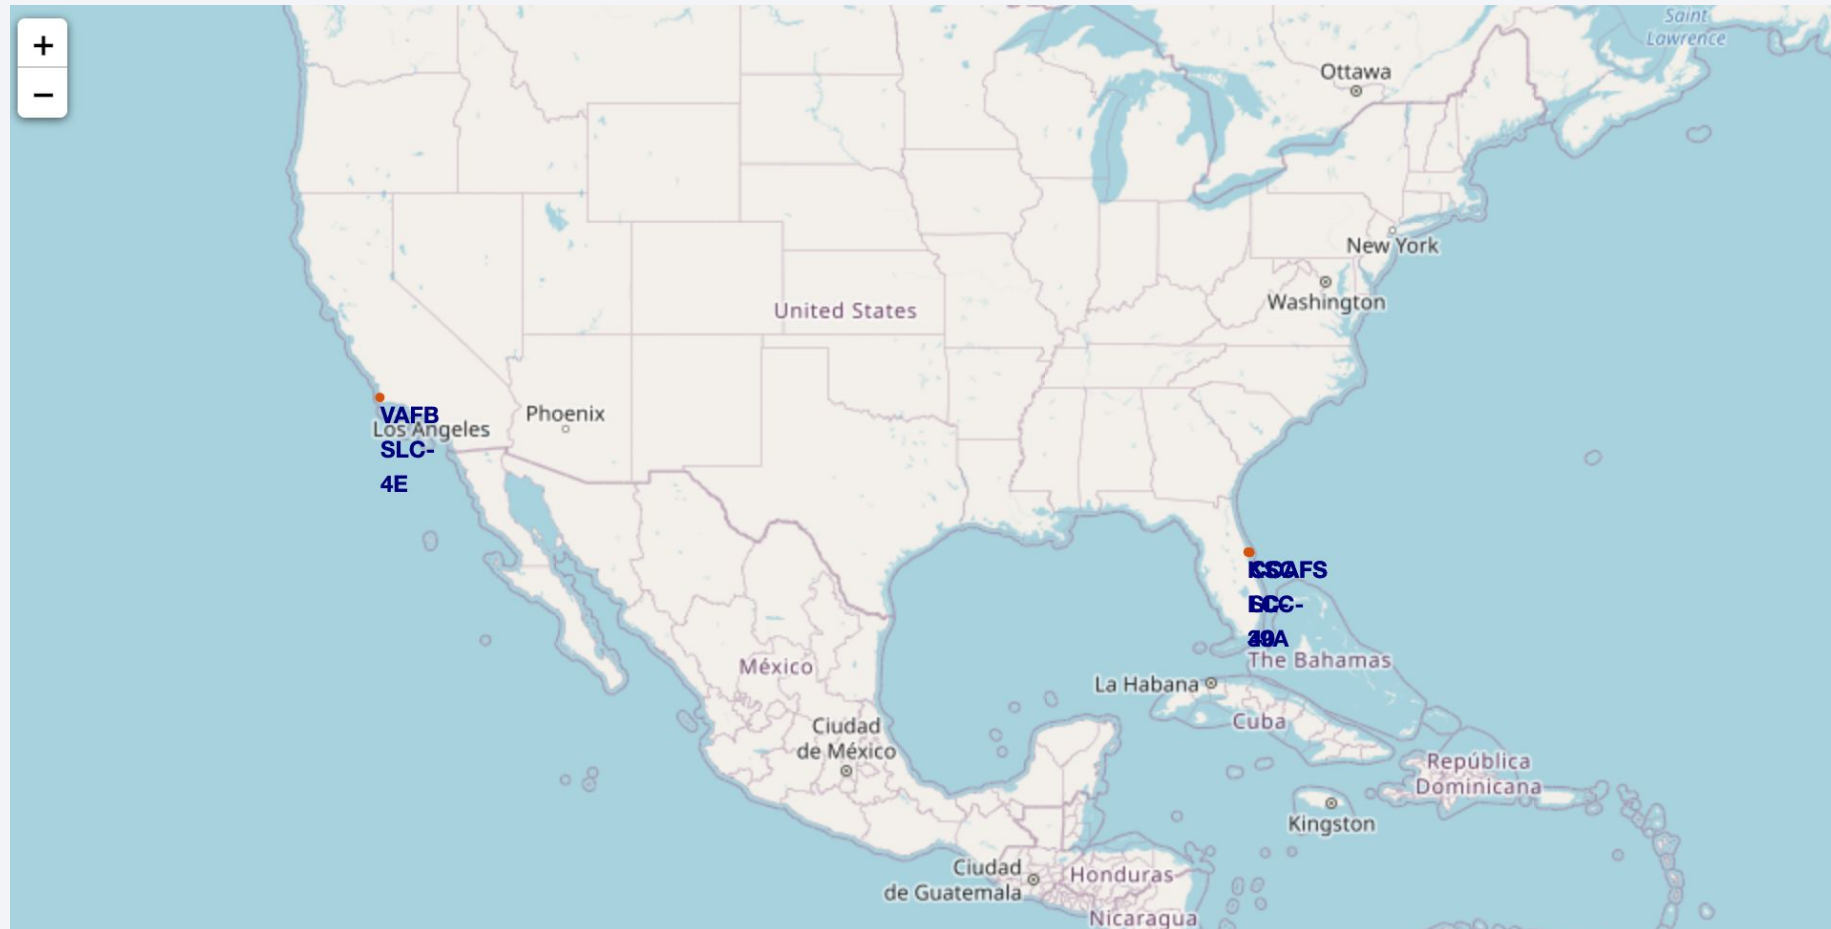 +
−
Saint
Lawrence
Ottawa
New York
Washington
United States
VAFB
Los Angeles
SLC-
4E
Phoenix
The Bahamas
México
La Habana
Cuba
Ciudad
de México
República
Dominicana
Kingston
Ciudad
de Guatemala
Honduras
Nicaragua